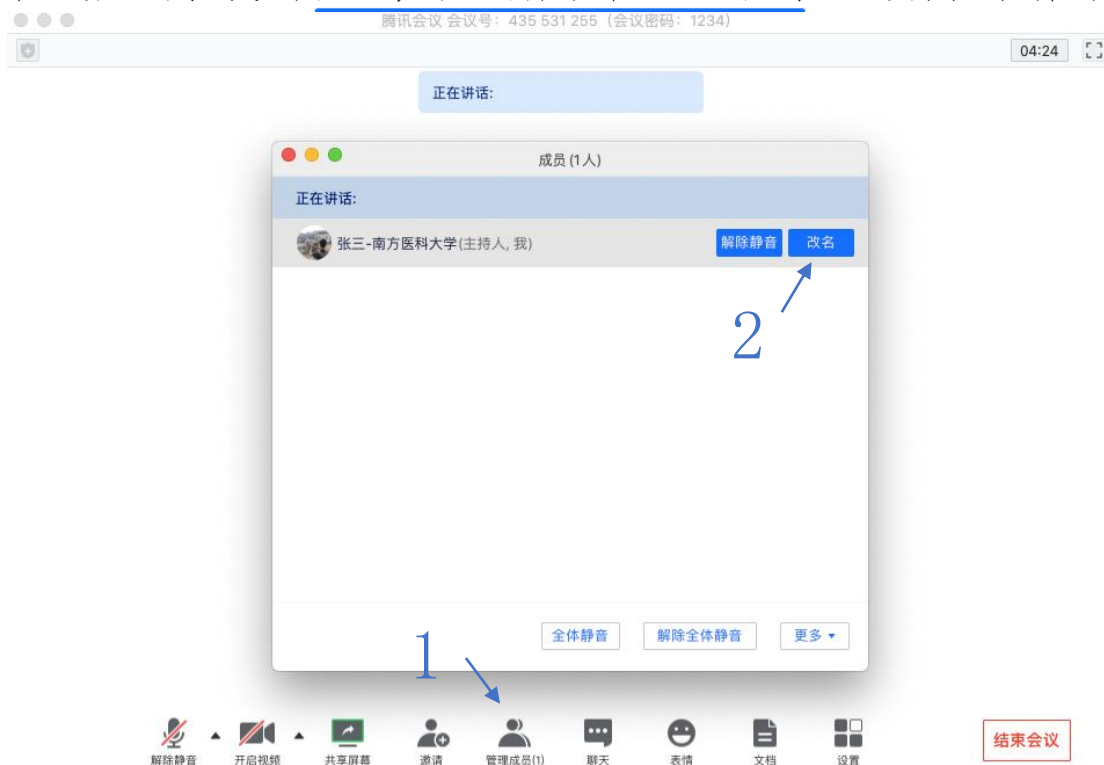 腾讯会议 会议号：435 531 255（会议密码：1234）
04:24
正在讲话:
成员 (1人)
正在讲话:
张三-南方医科大学(主持人, 我)
解除静音 改名
2
全体静音 解除全体静音 更多
1
解除静音 开启视频 共享屏幕 邀请 管理成员(1) 聊天 表情 文档 设置
结束会议